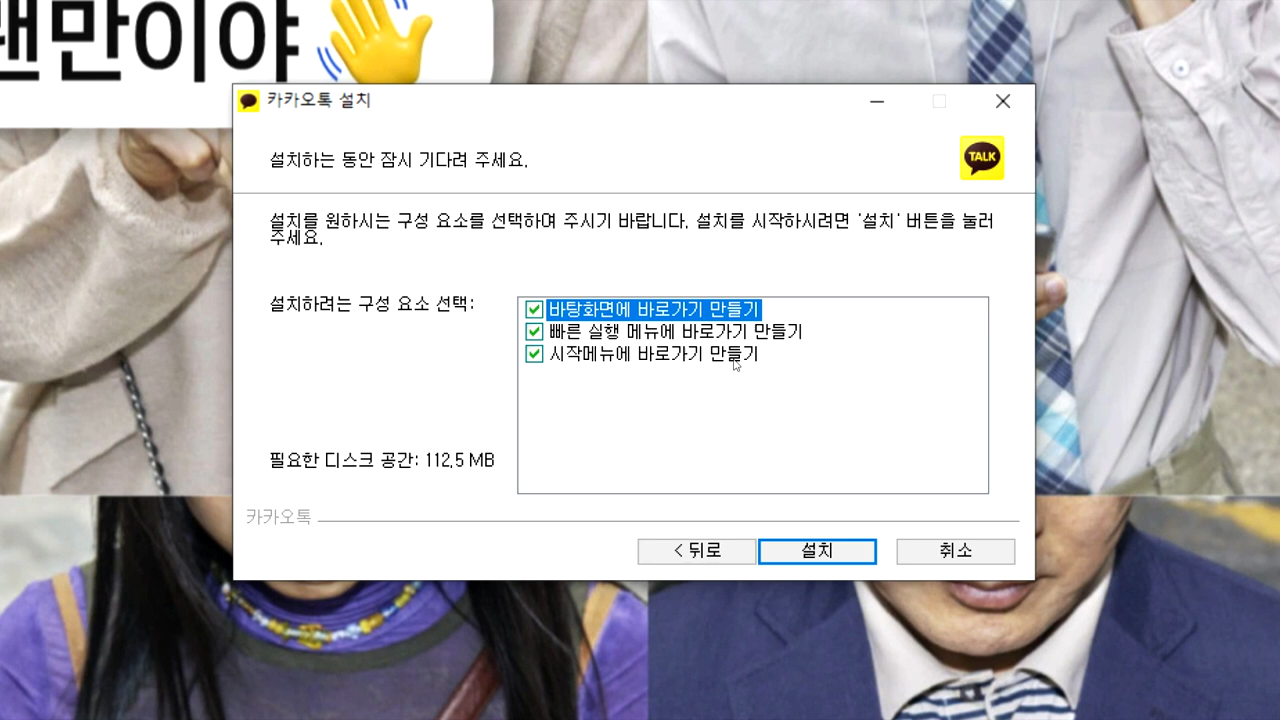 만이야
카카오톡 설치
설치하는 동안 잠시 기다려 주세요.
TALK
설치를 원하시는 구성 요소를 선택하여 주시기 바랍니다. 설치를 시작하시려면 '설치' 버튼을 눌러
주세요.
설치하려는 구성 요소 선택:
바탕화면에 바로가기 만들기
빠른 실행 메뉴에 바로가기 만들기
시작메뉴에 바로가기 만들기
필요한 디스크 공간: 112.5 MB
카카오톡
< 뒤로
설치
취소